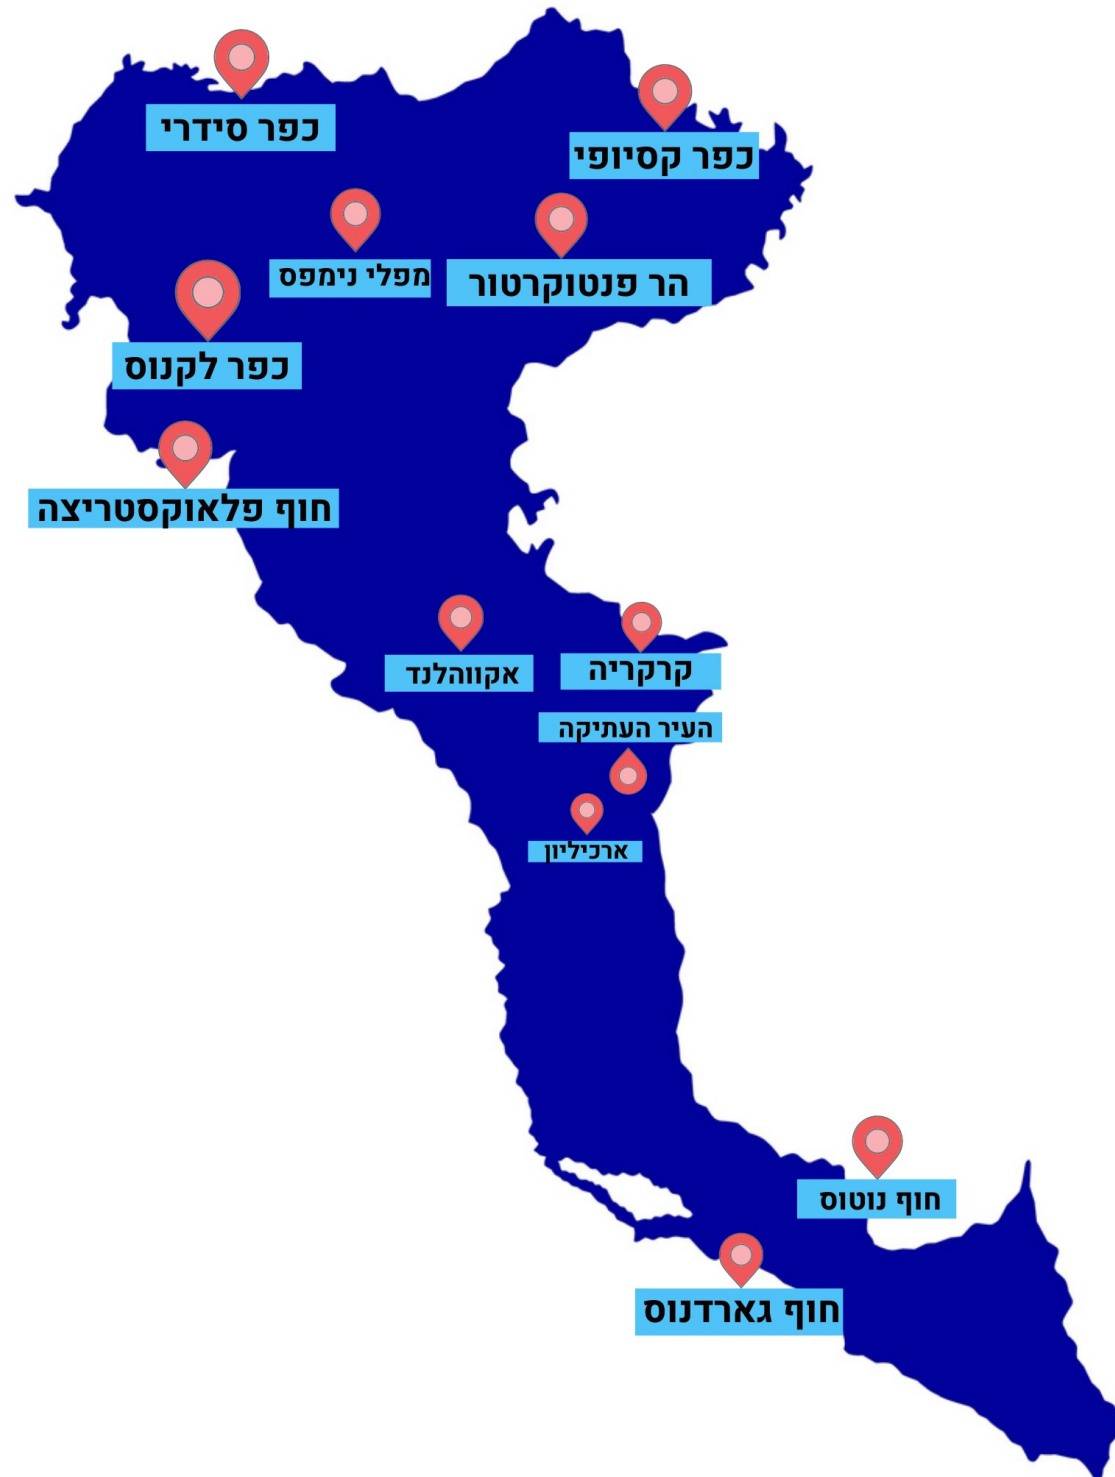 כפר סידרי
כפר קסיופי
מפלי נימפס
הר פנטוקרטור
כפר לקנוס
חוף פלאוקסטריצה
אקווהלנד
קרקריה
העיר העתיקה
ארכיליון
חוף נוטוס
חוף גארדנוס